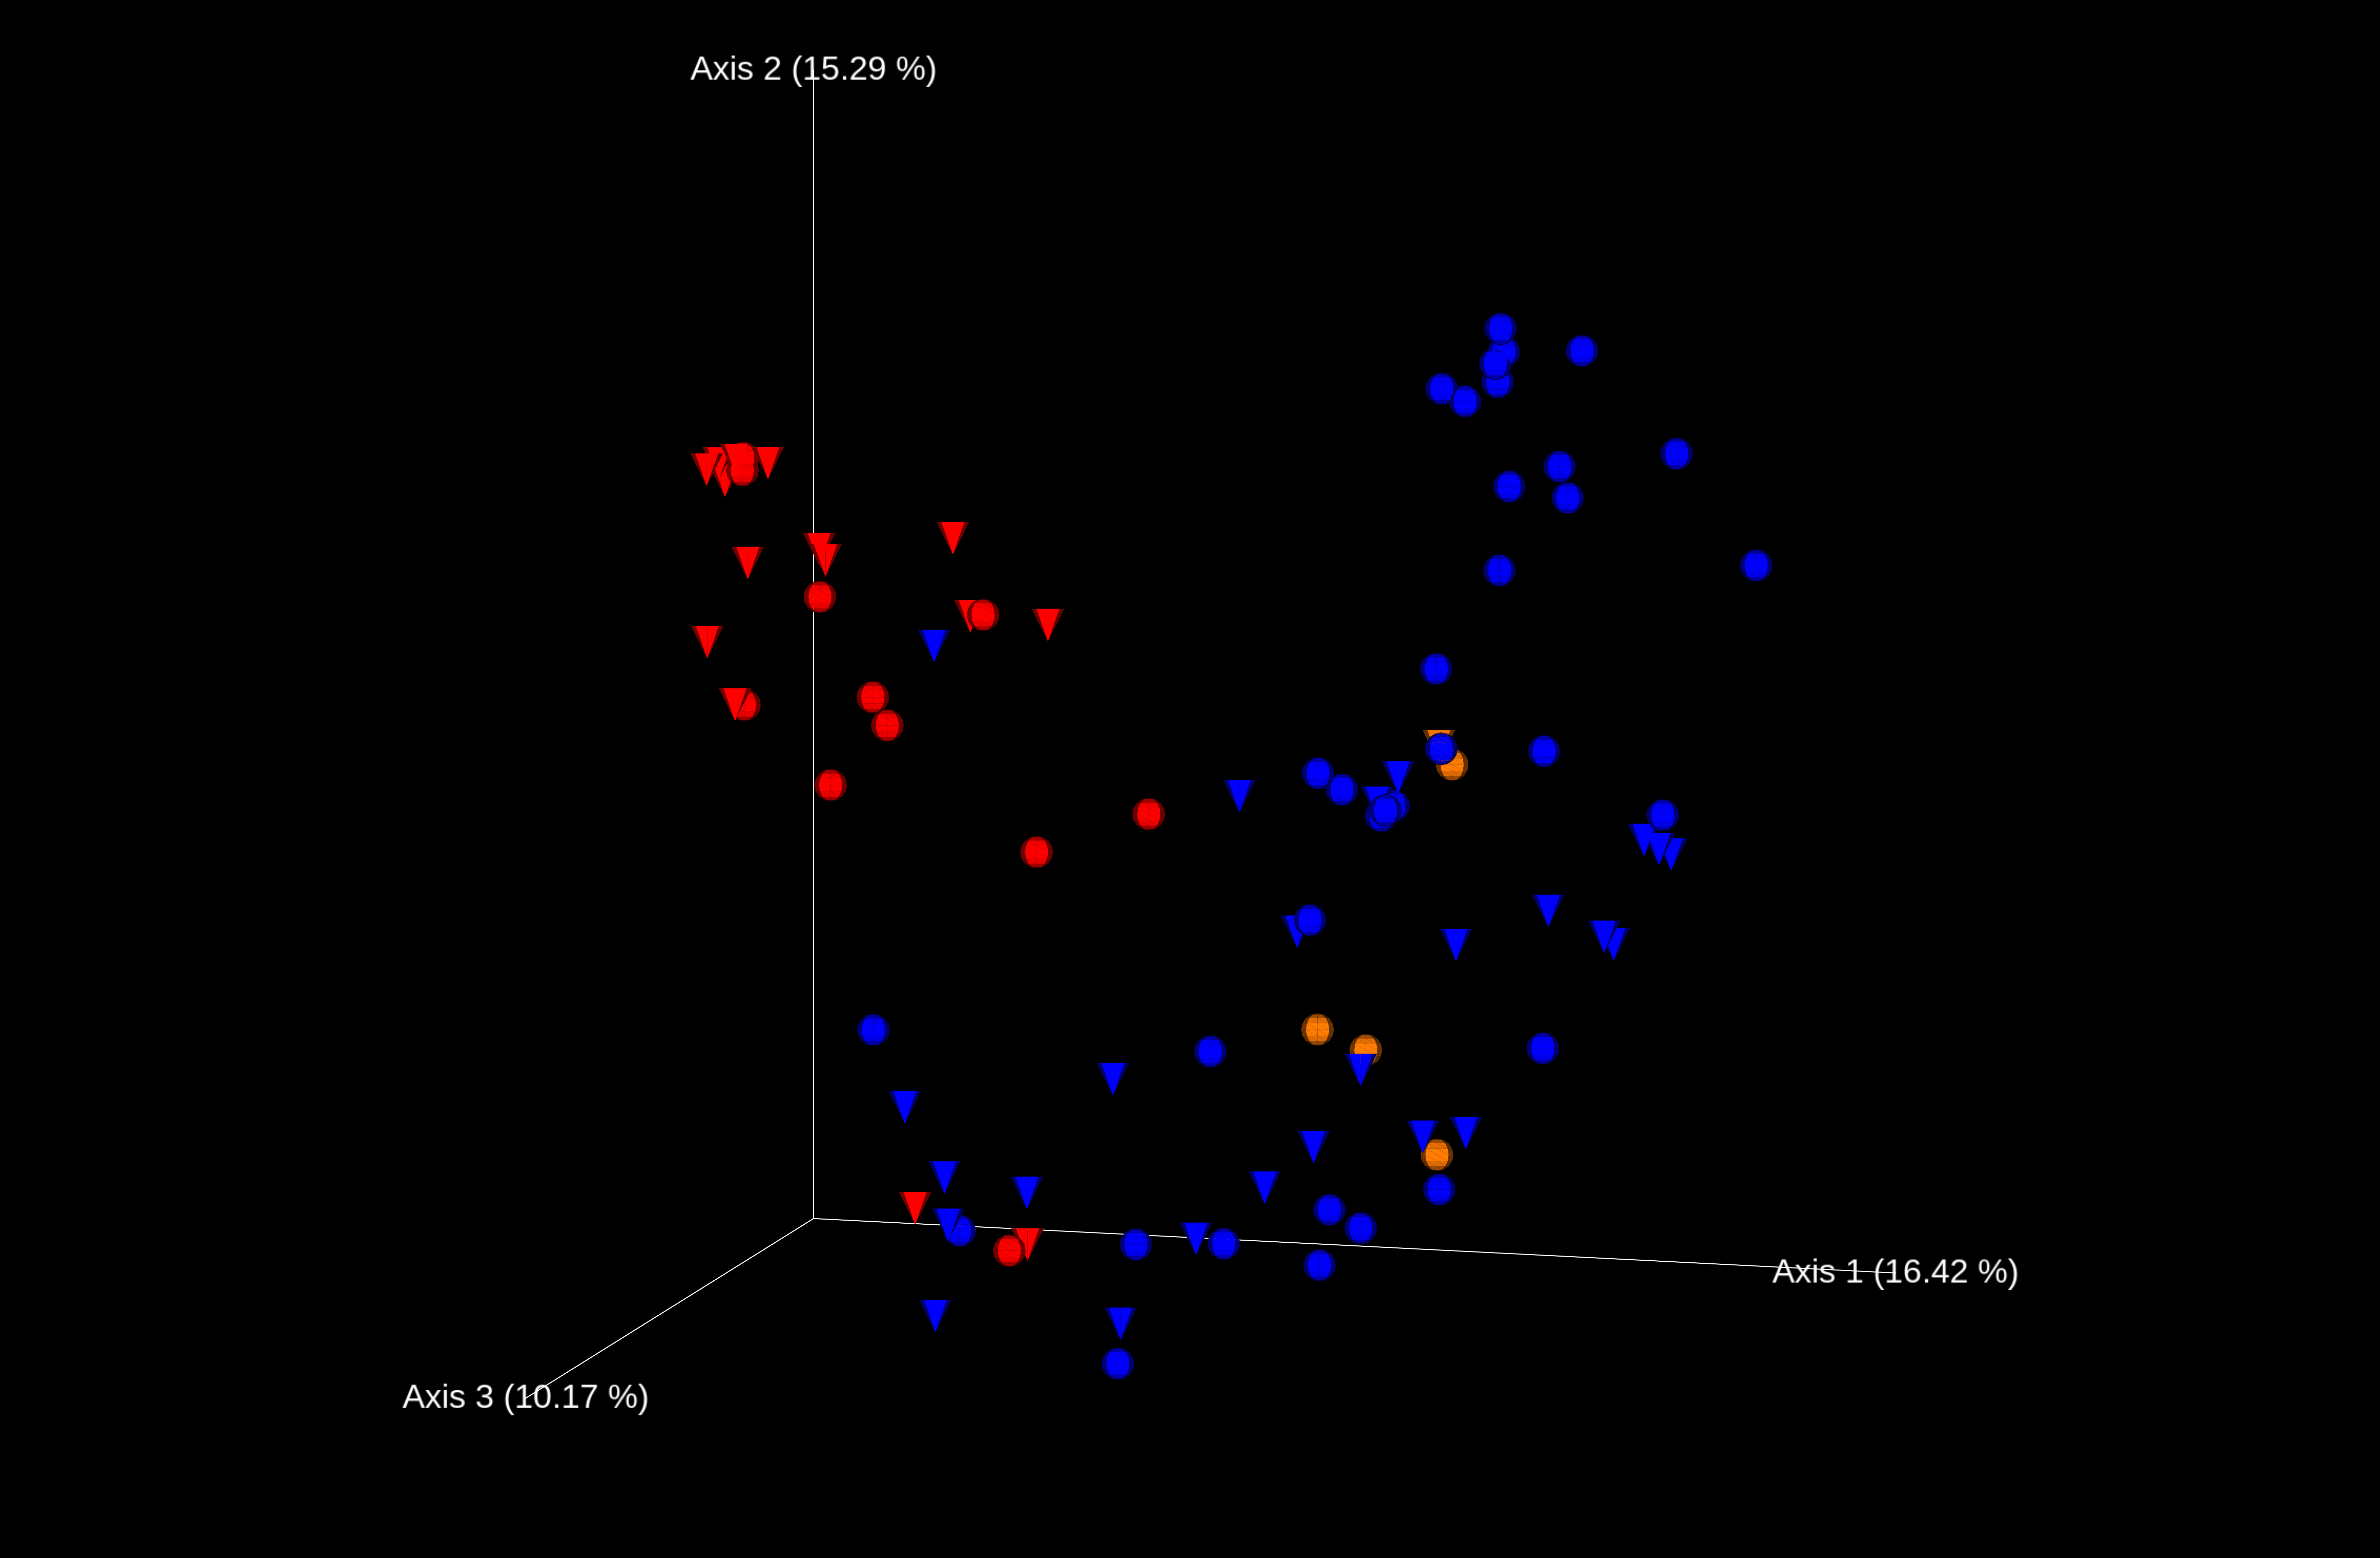 Axis 2 (15.29 %)
Axis 1 (16.42 %)
Axis 3 (10.17 %)